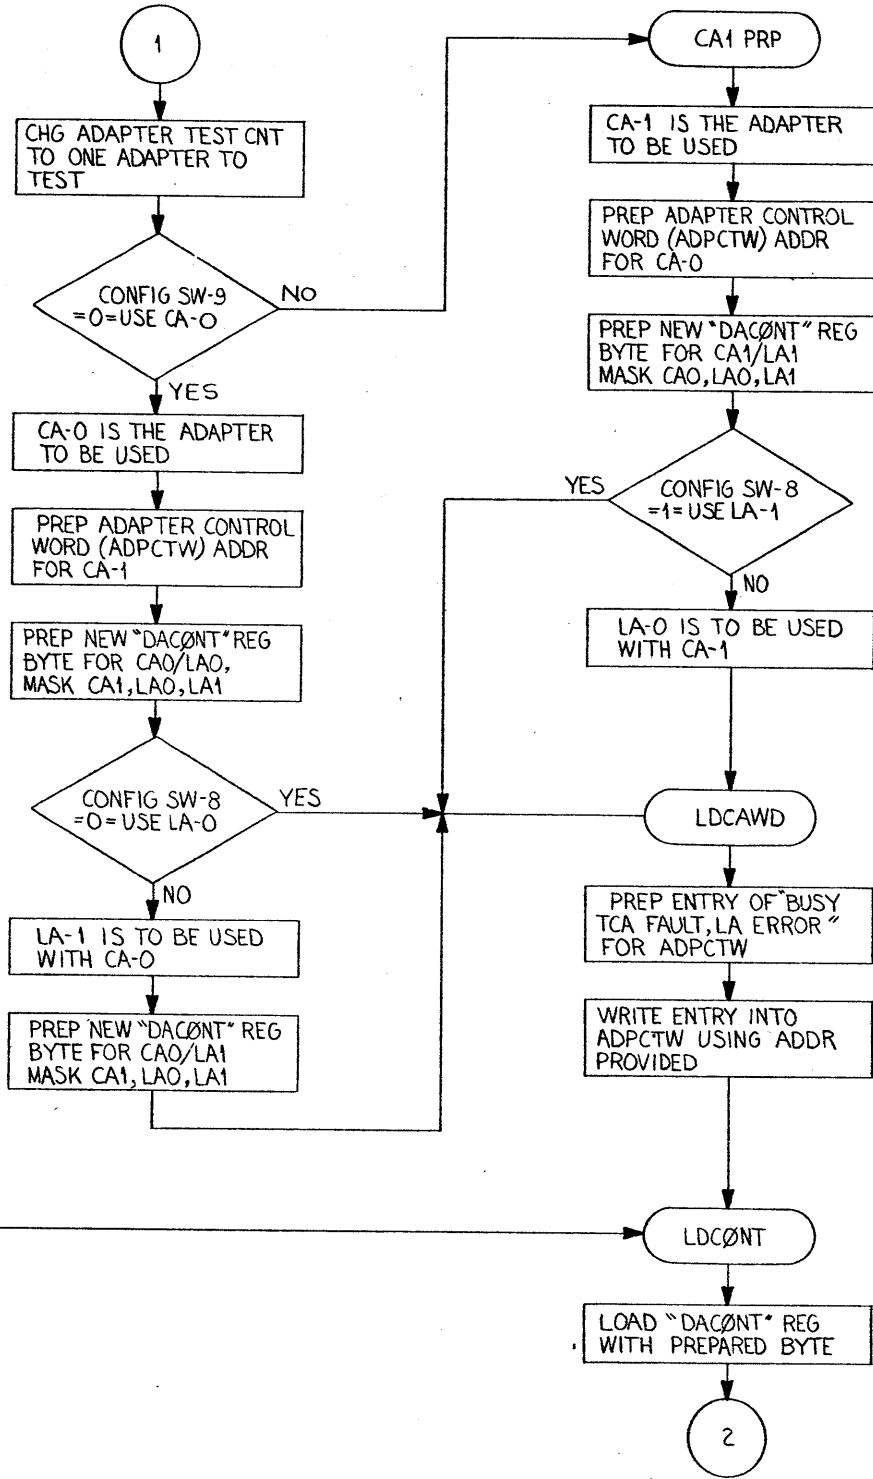 1
CHG ADAPTER TEST CNT
TO ONE ADAPTER TO
TEST
CONFIG SW-9
=0=USE CA-0
NO
YES
CA-0 IS THE ADAPTER
TO BE USED
PREP ADAPTER CONTROL
WORD (ADPCTW) ADDR
FOR CA-1
PREP NEW "DACØNT" REG
BYTE FOR CA0/LA0,
MASK CA1, LA0, LA1
CONFIG SW-8
=0=USE LA-0
YES
NO
LA-1 IS TO BE USED
WITH CA-0
PREP NEW "DACØNT" REG
BYTE FOR CA0/LA1
MASK CA1, LA0, LA1
CA1 PRP
CA-1 IS THE ADAPTER
TO BE USED
PREP ADAPTER CONTROL
WORD (ADPCTW) ADDR
FOR CA-0
PREP NEW "DACØNT" REG
BYTE FOR CA1/LA1
MASK CA0, LA0, LA1
YES
CONFIG SW-8
=1=USE LA-1
NO
LA-0 IS TO BE USED
WITH CA-1
LDCAWD
PREP ENTRY OF "BUSY
TCA FAULT, LA ERROR"
FOR ADPCTW
WRITE ENTRY INTO
ADPCTW USING ADDR
PROVIDED
LDCØNT
LOAD "DACØNT" REG
WITH PREPARED BYTE
2